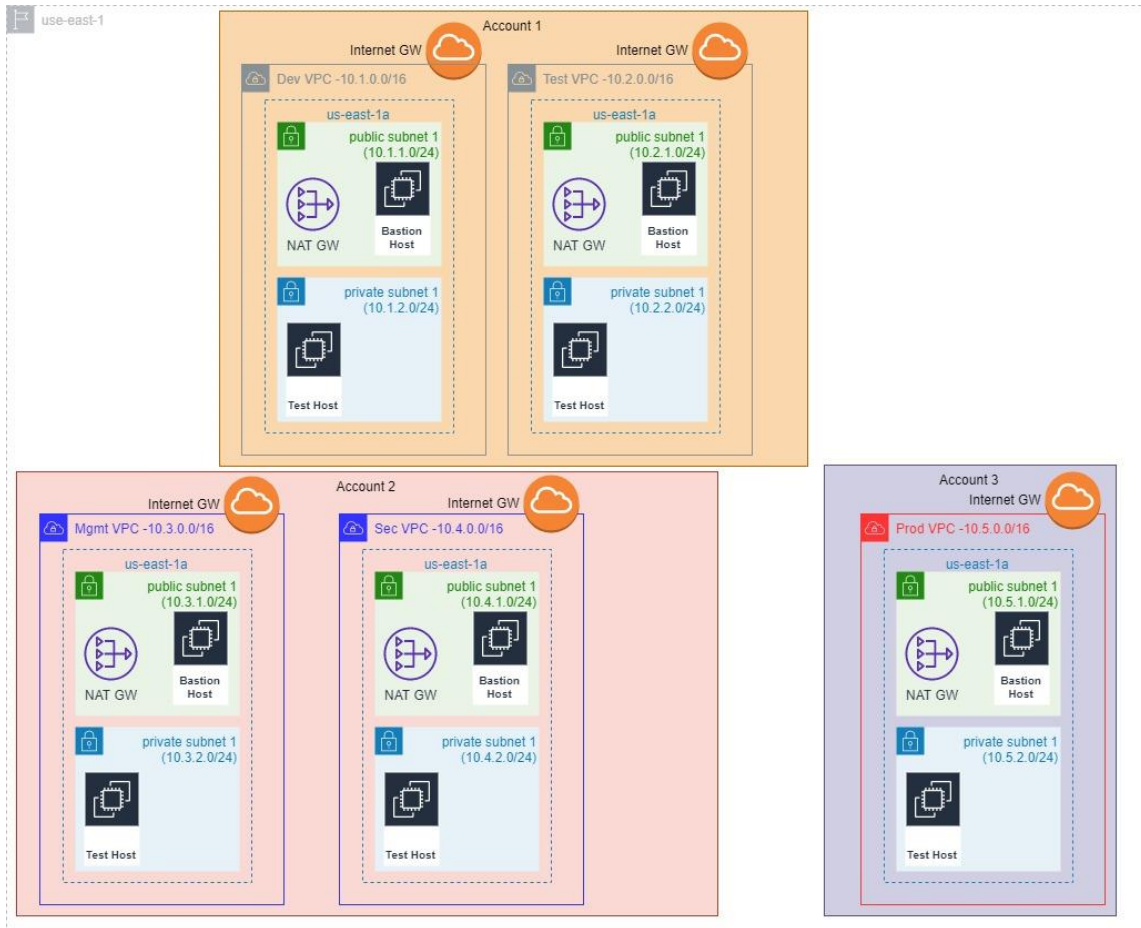 use-east-1
Account 1
Internet GW
Internet GW
Dev VPC -10.1.0.0/16
Test VPC -10.2.0.0/16
us-east-1a
us-east-1a
public subnet 1
(10.1.1.0/24)
public subnet 1
(10.2.1.0/24)
NAT GW
Bastion
Host
NAT GW
Bastion
Host
private subnet 1
(10.1.2.0/24)
private subnet 1
(10.2.2.0/24)
Test Host
Test Host
Account 2
Internet GW
Internet GW
Mgmt VPC -10.3.0.0/16
Sec VPC -10.4.0.0/16
us-east-1a
us-east-1a
public subnet 1
(10.3.1.0/24)
public subnet 1
(10.4.1.0/24)
NAT GW
Bastion
Host
NAT GW
Bastion
Host
private subnet 1
(10.3.2.0/24)
private subnet 1
(10.4.2.0/24)
Test Host
Test Host
Account 3
Internet GW
Prod VPC -10.5.0.0/16
us-east-1a
public subnet 1
(10.5.1.0/24)
NAT GW
Bastion
Host
private subnet 1
(10.5.2.0/24)
Test Host